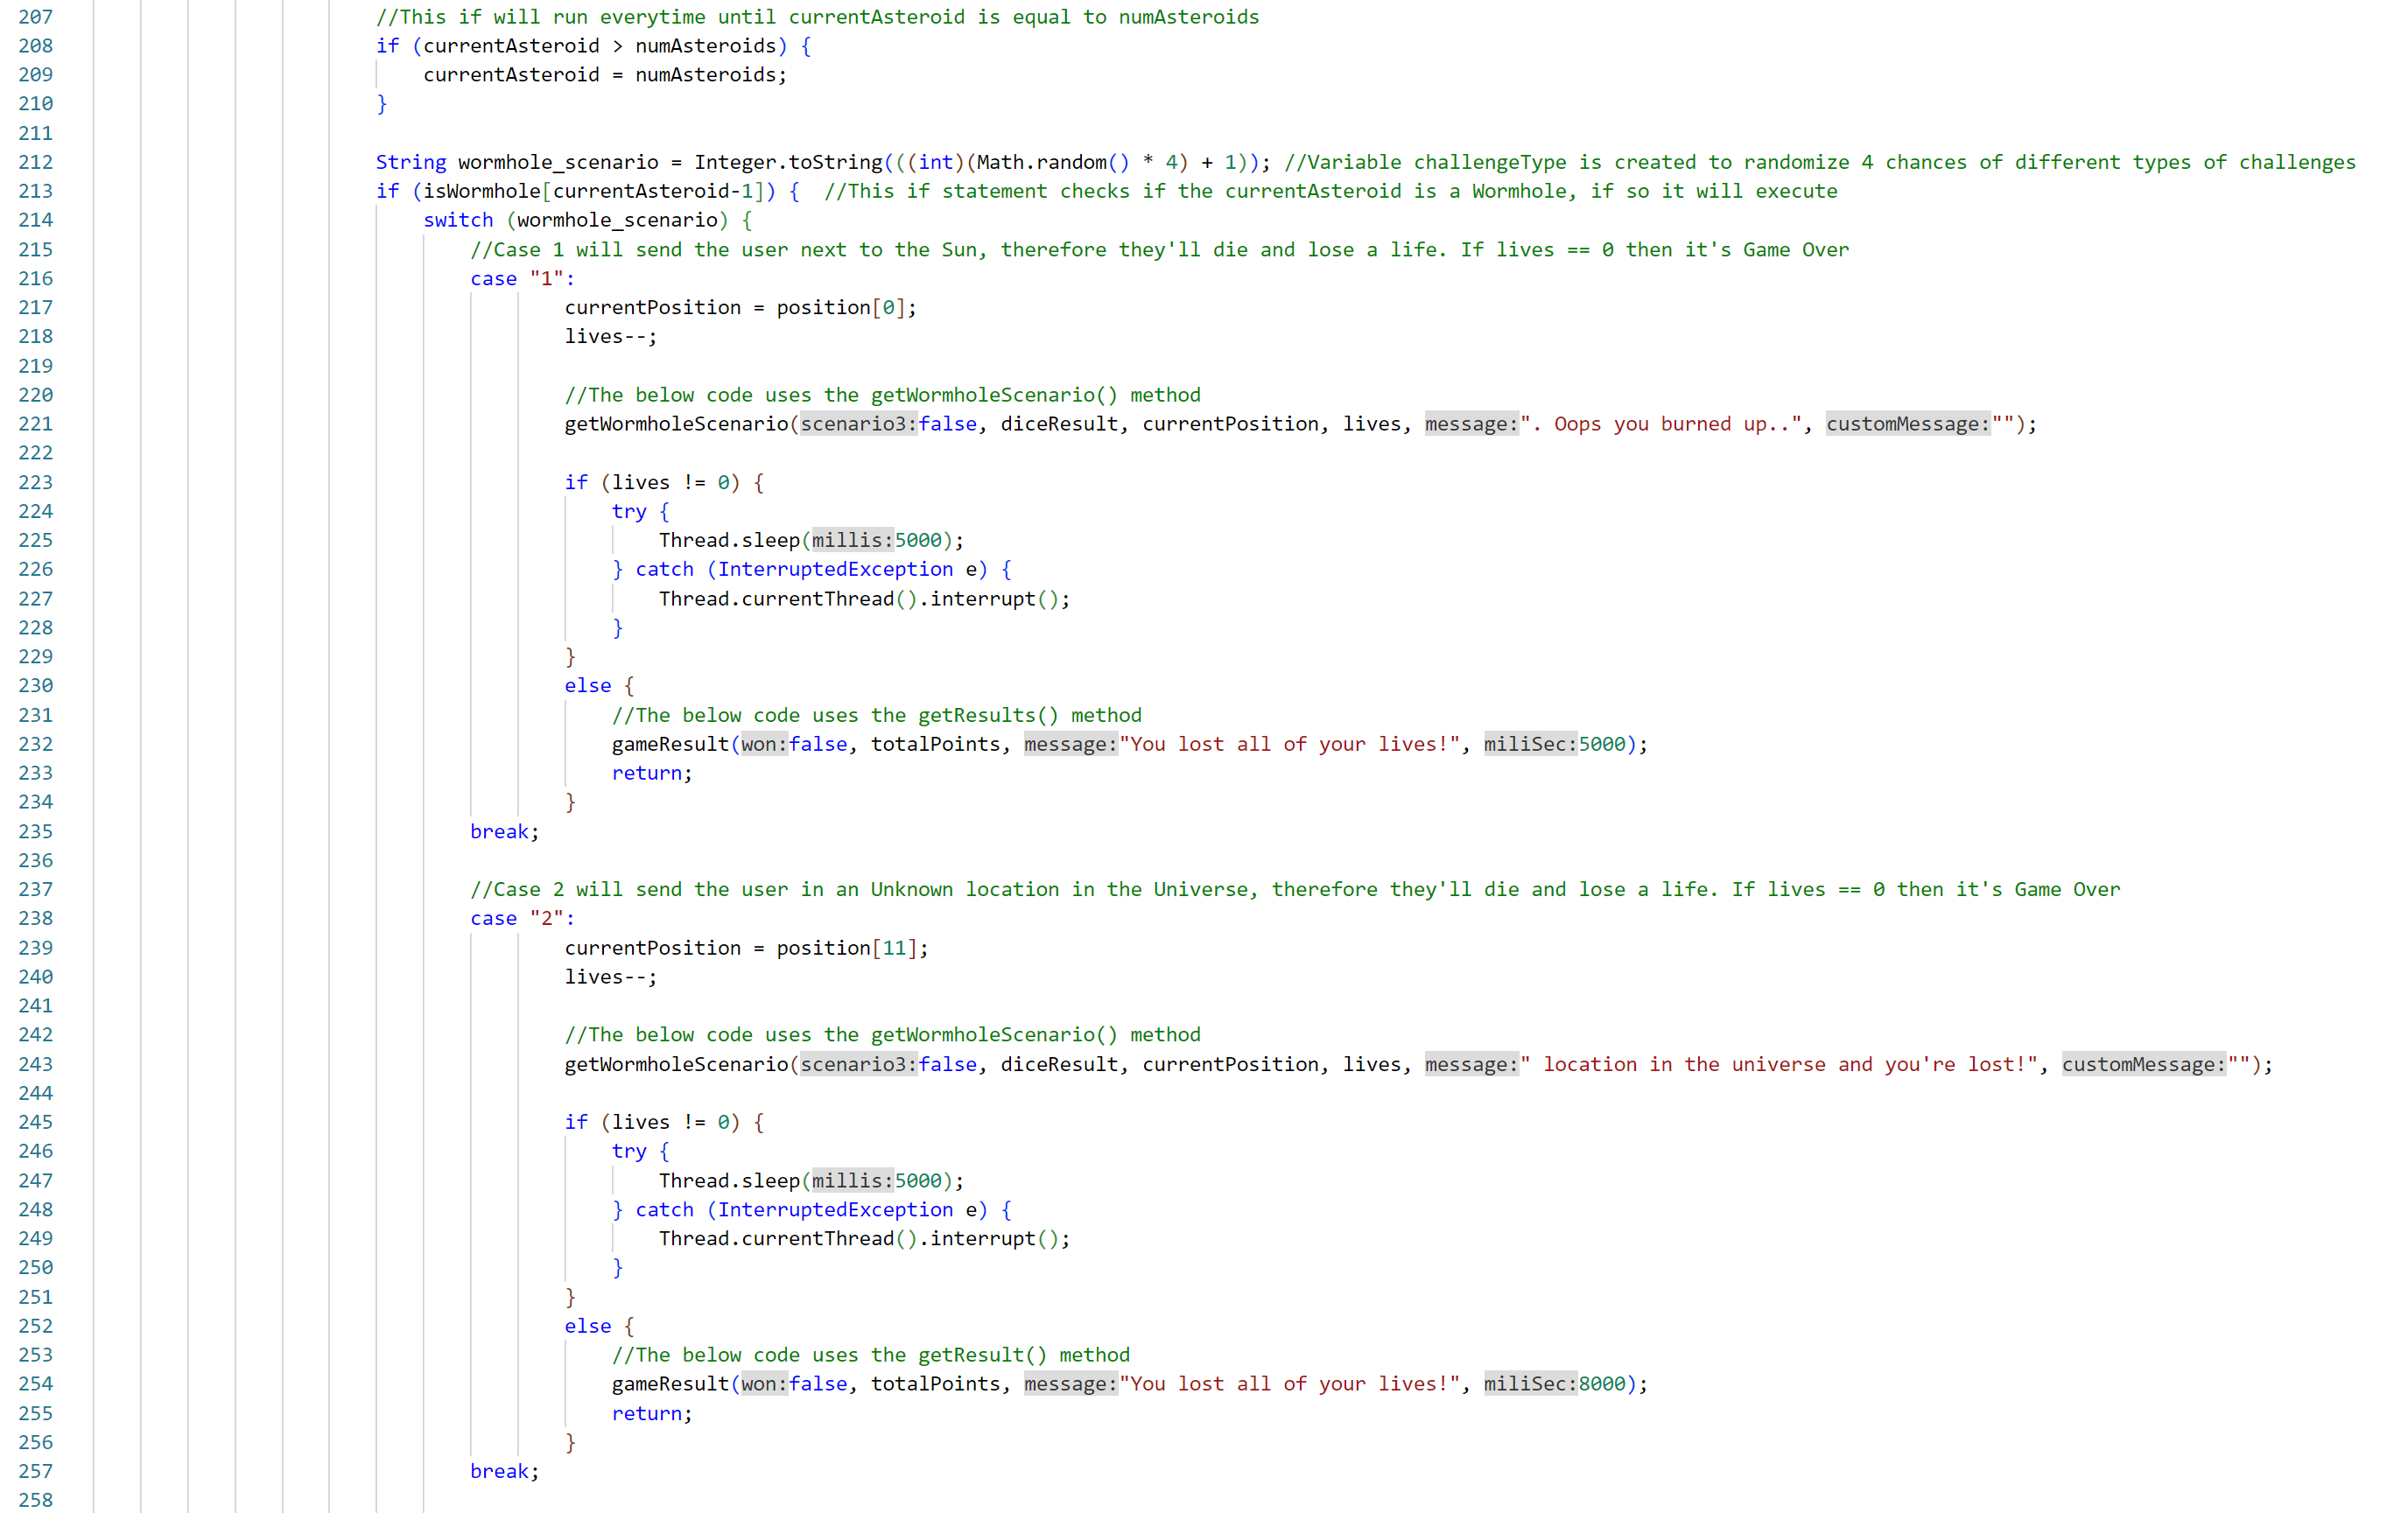 207 //This if will run everytime until currentAsteroid is equal to numAsteroids
208 if (currentAsteroid > numAsteroids) {
209 currentAsteroid = numAsteroids;
210 }
211
212 String wormhole_scenario = Integer.toString(((int)(Math.random() * 4) + 1)); //Variable challengeType is created to randomize 4 chances of different types of challenges
213 if (isWormhole[currentAsteroid-1]) { //This if statement checks if the currentAsteroid is a Wormhole, if so it will execute
214 switch (wormhole_scenario) {
215 //Case 1 will send the user next to the Sun, therefore they'll die and lose a life. If lives == 0 then it's Game Over
216 case "1":
217 currentPosition = position[0];
218 lives--;
219
220 //The below code uses the getWormholeScenario() method
221 getWormholeScenario(scenario3:false, diceResult, currentPosition, lives, message:". Oops you burned up..", customMessage:"");
222
223 if (lives != 0) {
224 try {
225 Thread.sleep(millis:5000);
226 } catch (InterruptedException e) {
227 Thread.currentThread().interrupt();
228 }
229 }
230 else {
231 //The below code uses the getResults() method
232 gameResult(won:false, totalPoints, message:"You lost all of your lives!", miliSec:5000);
233 return;
234 }
235 break;
236
237 //Case 2 will send the user in an Unknown location in the Universe, therefore they'll die and lose a life. If lives == 0 then it's Game Over
238 case "2":
239 currentPosition = position[11];
240 lives--;
241
242 //The below code uses the getWormholeScenario() method
243 getWormholeScenario(scenario3:false, diceResult, currentPosition, lives, message:" location in the universe and you're lost!", customMessage:"");
244
245 if (lives != 0) {
246 try {
247 Thread.sleep(millis:5000);
248 } catch (InterruptedException e) {
249 Thread.currentThread().interrupt();
250 }
251 }
252 else {
253 //The below code uses the getResult() method
254 gameResult(won:false, totalPoints, message:"You lost all of your lives!", miliSec:8000);
255 return;
256 }
257 break;
258